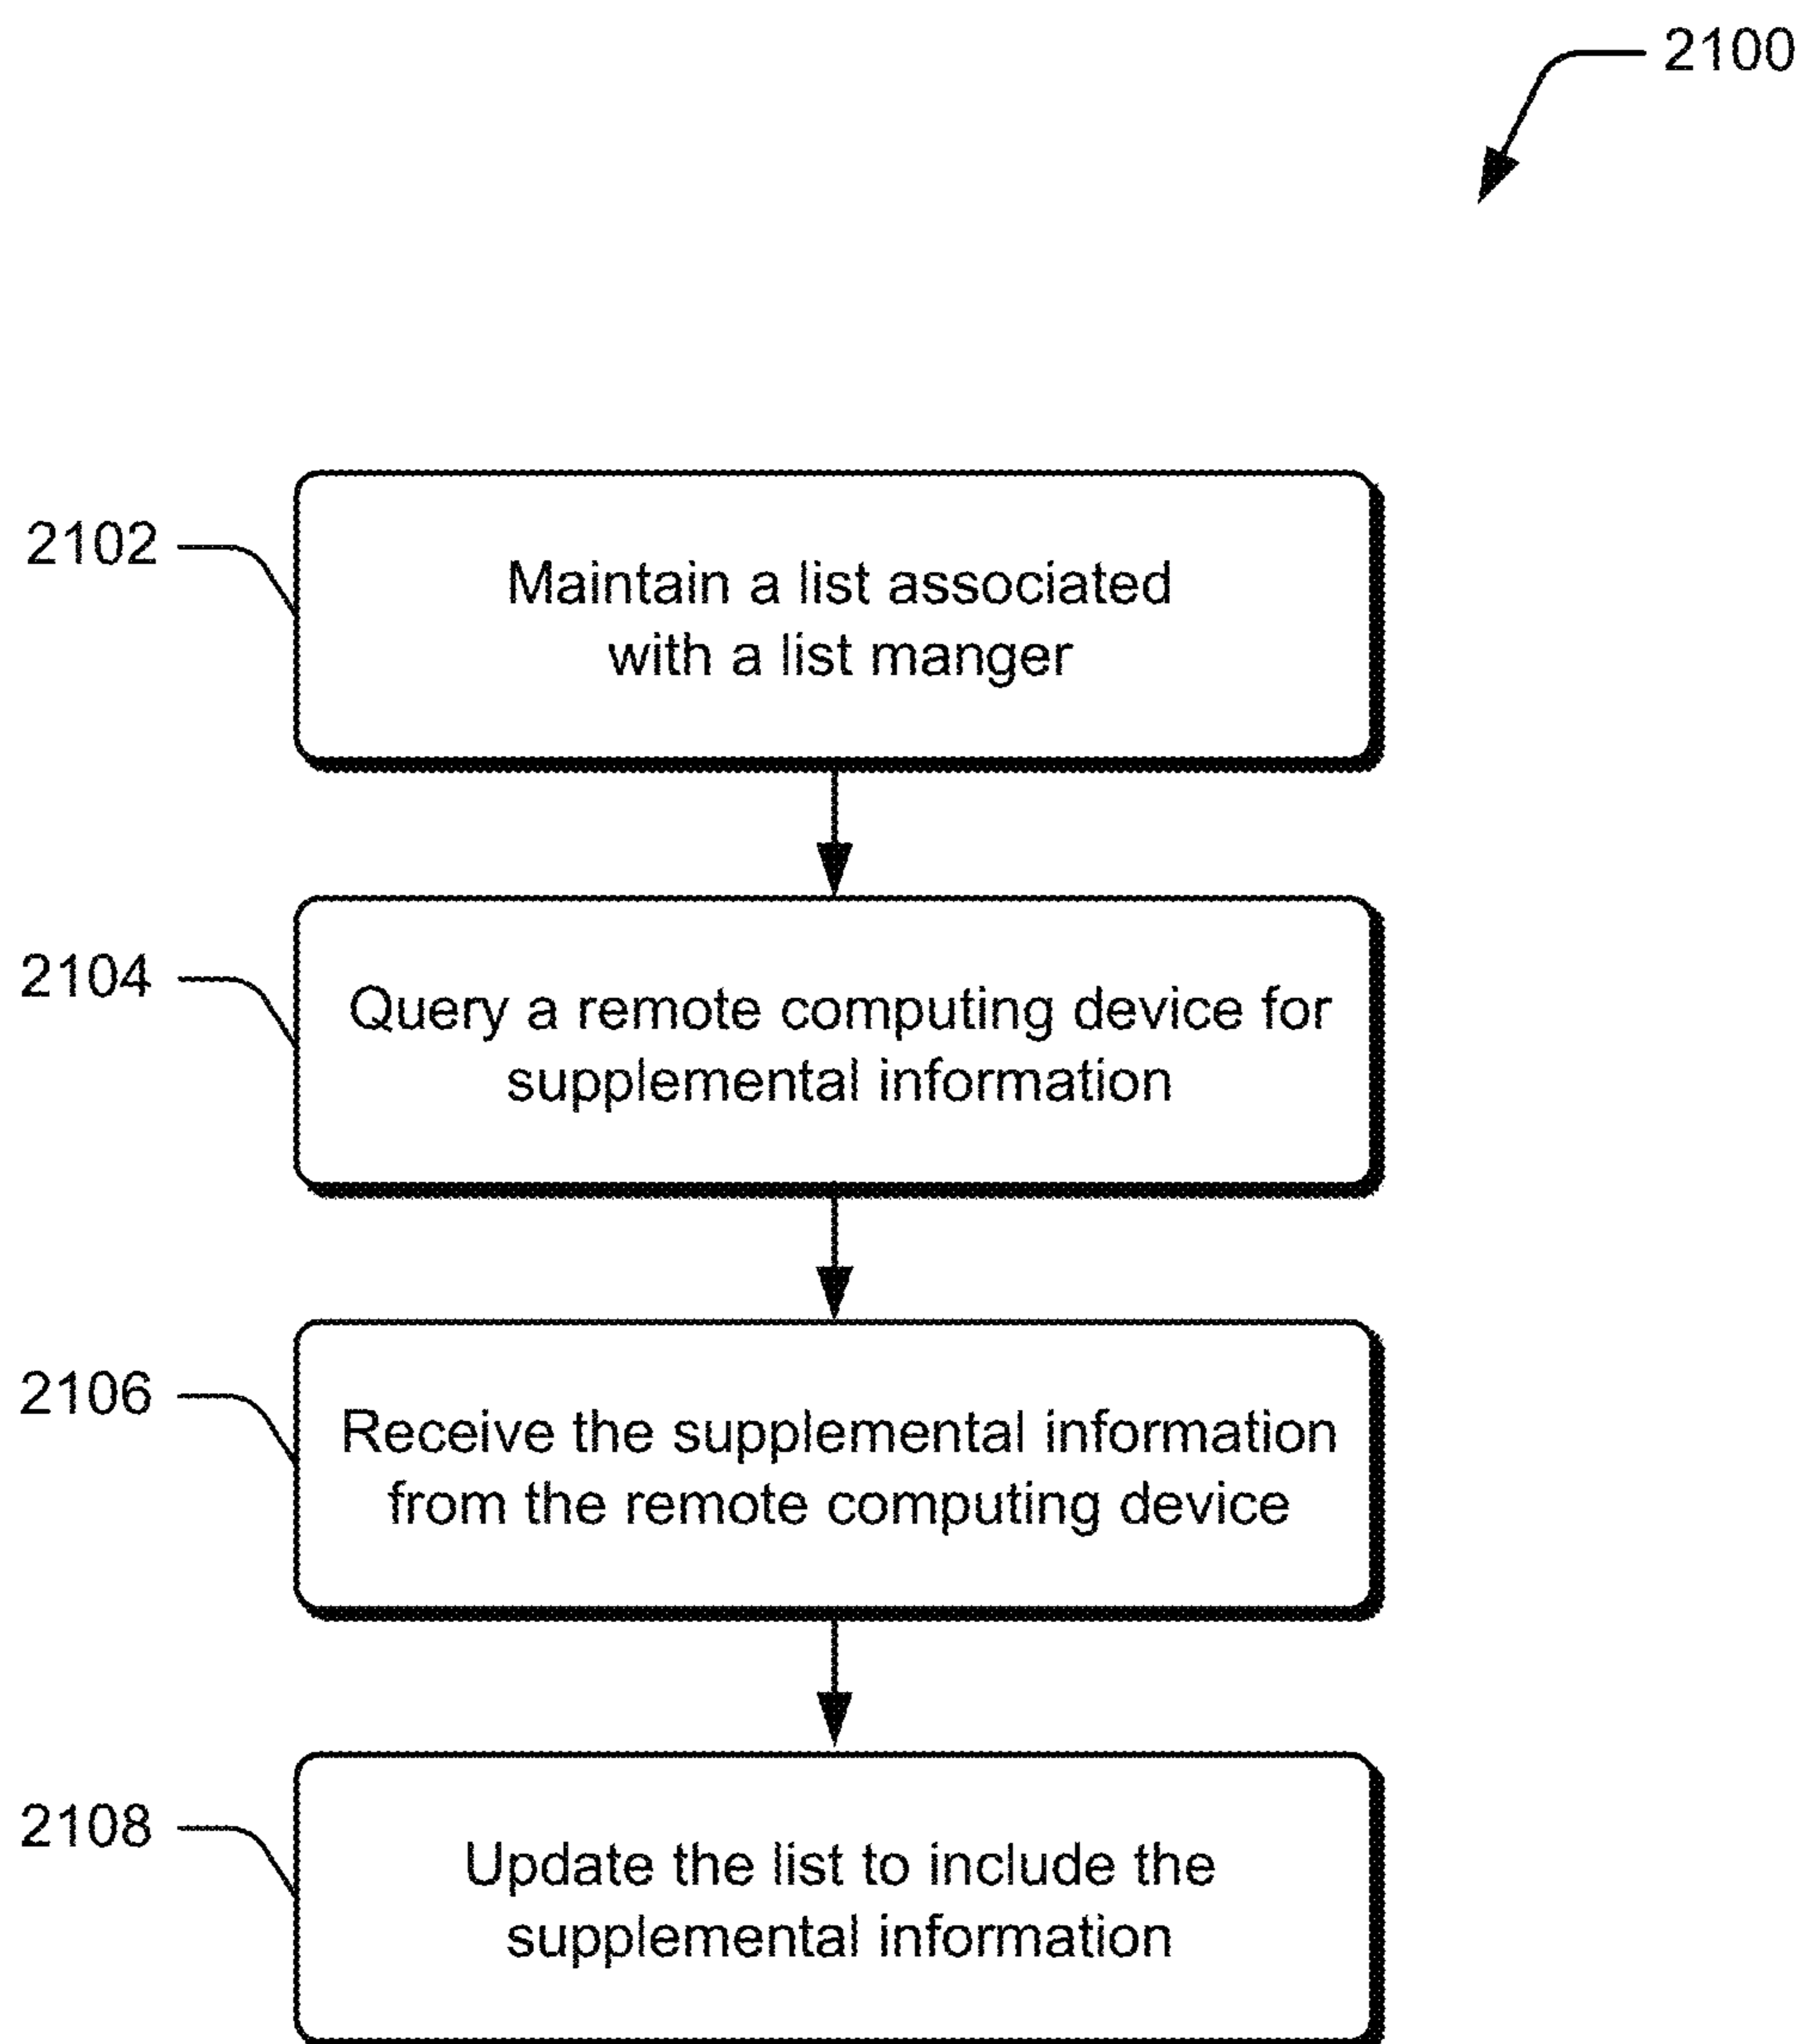 2100
2102
Maintain a list associated
with a list manger
2104
Query a remote computing device for
supplemental information
2106
Receive the supplemental information
from the remote computing device
2108
Update the list to include the
supplemental information